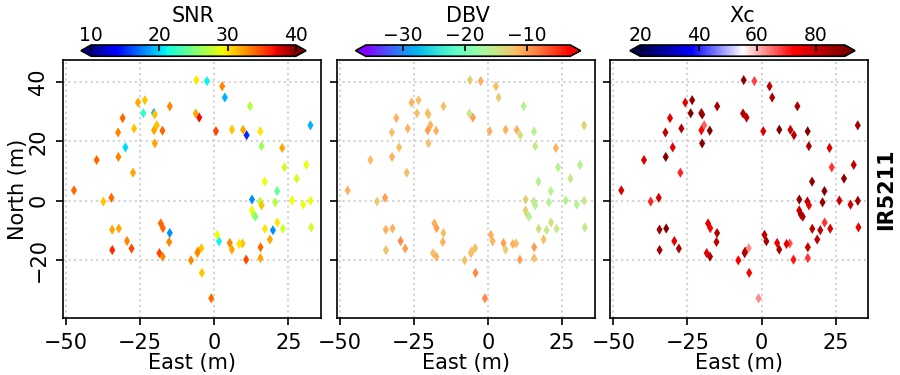 SNR DBV Xc
10 20 30 40 −30 −20 −10 20 40 60 80
40
20
0
−20
North (m)
IR5211
−50 −25 0 25 −50 −25 0 25 −50 −25 0 25
East (m) East (m) East (m)